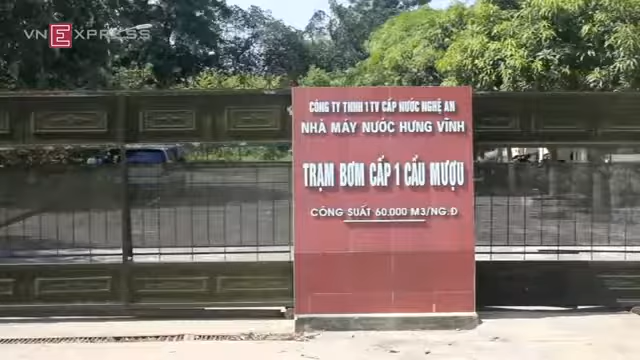 VNEXPRESS
CÔNG TY TNHH 1 TV CẤP NƯỚC NGHỆ AN
NHÀ MÁY NƯỚC HƯNG VĨNH
TRẠM BƠM CẤP 1 CẦU MƯỢU
CÔNG SUẤT 60.000 M3/NG.Đ